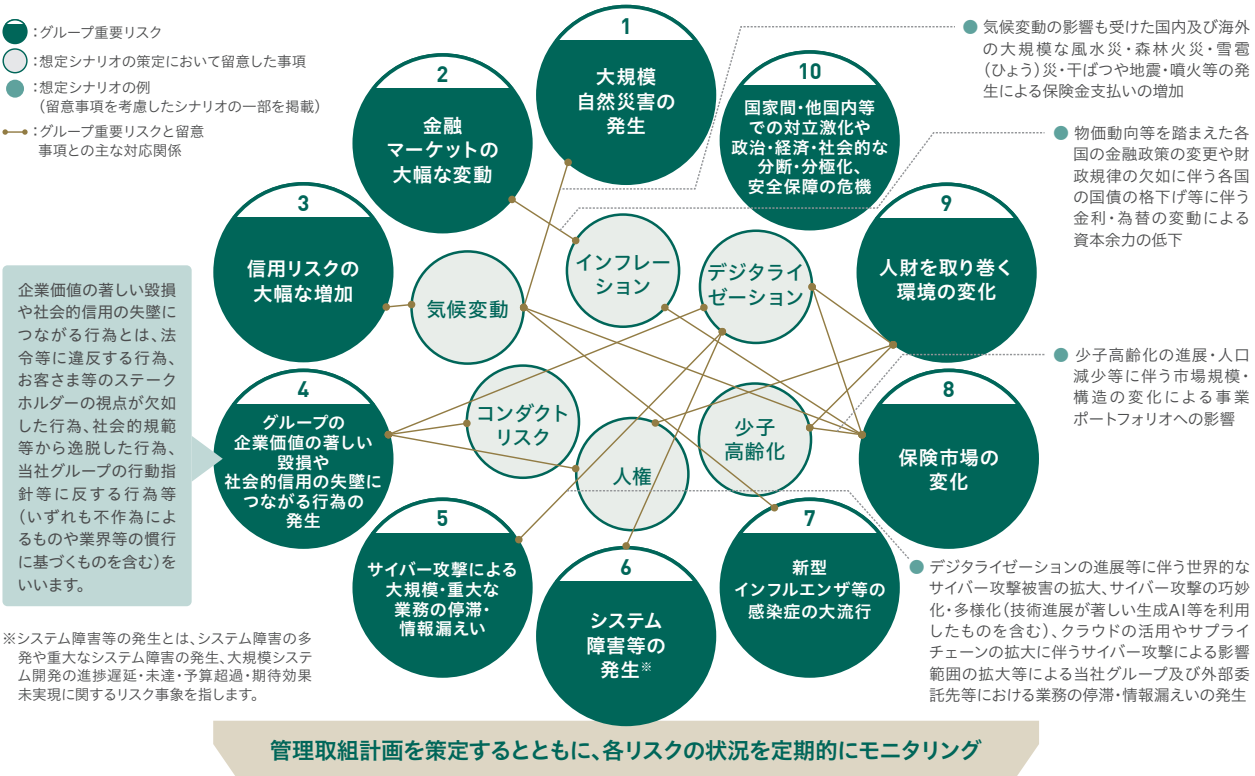 ：グループ重要リスク
：想定シナリオの策定において留意した事項
：想定シナリオの例
（留意事項を考慮したシナリオの一部を掲載）
：グループ重要リスクと留意
事項との主な対応関係
1
大規模
自然災害の
発生
2
金融
マーケットの
大幅な変動
3
信用リスクの
大幅な増加
4
グループの
企業価値の著しい
毀損や
社会的信用の失墜に
つながる行為の
発生
5
サイバー攻撃による
大規模・重大な
業務の停滞・
情報漏えい
6
システム
障害等の
発生※
7
新型
インフルエンザ等の
感染症の大流行
8
保険市場の
変化
9
人財を取り巻く
環境の変化
10
国家間・他国内等
での対立激化や
政治・経済・社会的な
分断・分極化、
安全保障の危機
気候変動
インフレー
ション
デジタライ
ゼーション
コンダクト
リスク
人権
少子
高齢化
企業価値の著しい毀損
や社会的信用の失墜に
つながる行為とは、法
令等に違反する行為、
お客さま等のステーク
ホルダーの視点が欠如
した行為、社会的規範
等から逸脱した行為、
当社グループの行動指
針等に反する行為等
（いずれも不作為によ
るものや業界等の慣行
に基づくものを含む）を
いいます。
※システム障害等の発生とは、システム障害の多
発や重大なシステム障害の発生、大規模システ
ム開発の進捗遅延・未達・予算超過・期待効果
未実現に関するリスク事象を指します。
気候変動の影響も受けた国内及び海外
の大規模な風水災・森林火災・雪雹
（ひょう）災・干ばつや地震・噴火等の発
生による保険金支払いの増加
物価動向等を踏まえた各
国の金融政策の変更や財
政規律の欠如に伴う各国
の国債の格下げ等に伴う
金利・為替の変動による
資本余力の低下
少子高齢化の進展・人口
減少等に伴う市場規模・
構造の変化による事業
ポートフォリオへの影響
デジタライゼーションの進展等に伴う世界的な
サイバー攻撃被害の拡大、サイバー攻撃の巧妙
化・多様化（技術進展が著しい生成AI等を利用
したものを含む）、クラウドの活用やサプライ
チェーンの拡大に伴うサイバー攻撃による影響
範囲の拡大等による当社グループ及び外部委
託先等における業務の停滞・情報漏えいの発生
管理取組計画を策定するとともに、各リスクの状況を定期的にモニタリング